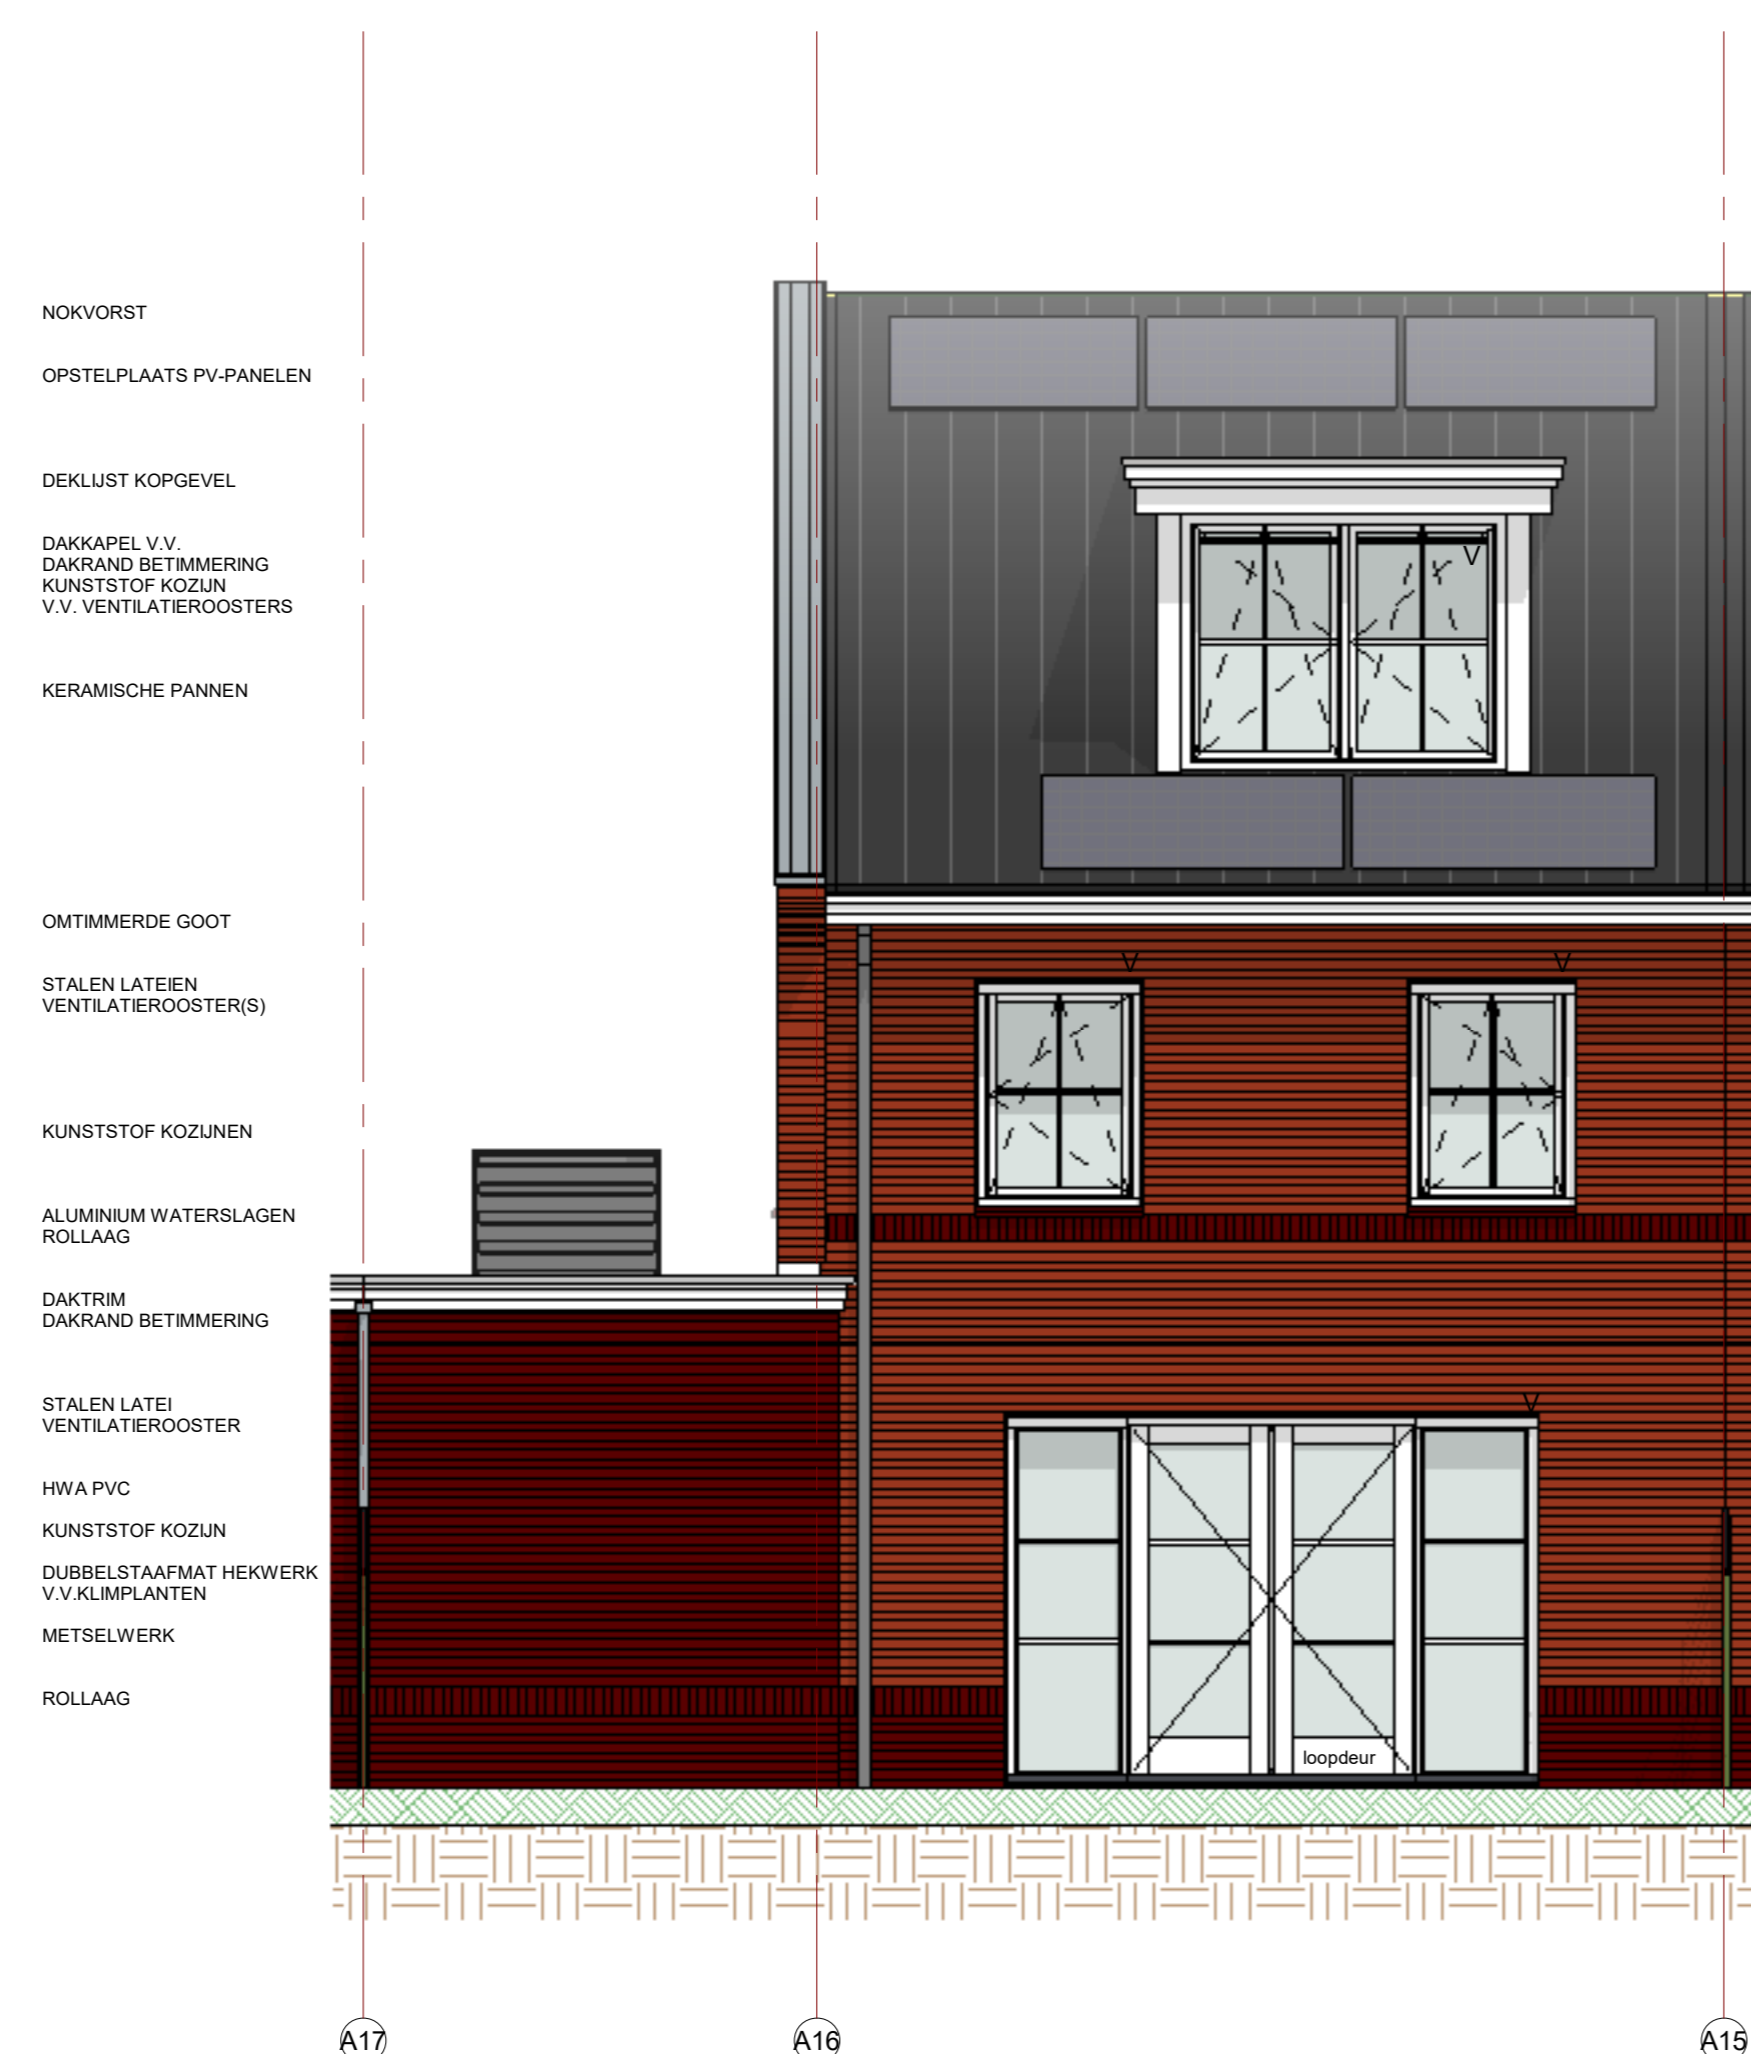 NOKVORST
OPSTELPLAATS PV-PANELEN
DEKLIJST KOPGEVEL
DAKKAPEL V.V.
DAKRAND BETIMMERING
KUNSTSTOF KOZIJN
V.V. VENTILATIEROOSTERS
V
KERAMISCHE PANNEN
OMTIMMERDE GOOT
V V
STALEN LATEIEN
VENTILATIEROOSTER(S)
KUNSTSTOF KOZIJNEN
ALUMINIUM WATERSLAGEN
ROLLAAG
DAKTRIM
DAKRAND BETIMMERING
STALEN LATEI
VENTILATIEROOSTER
V
HWA PVC
KUNSTSTOF KOZIJN
DUBBELSTAAFMAT HEKWERK
V.V.KLIMPLANTEN
METSELWERK
ROLLAAG
loopdeur
A17 A16 A15